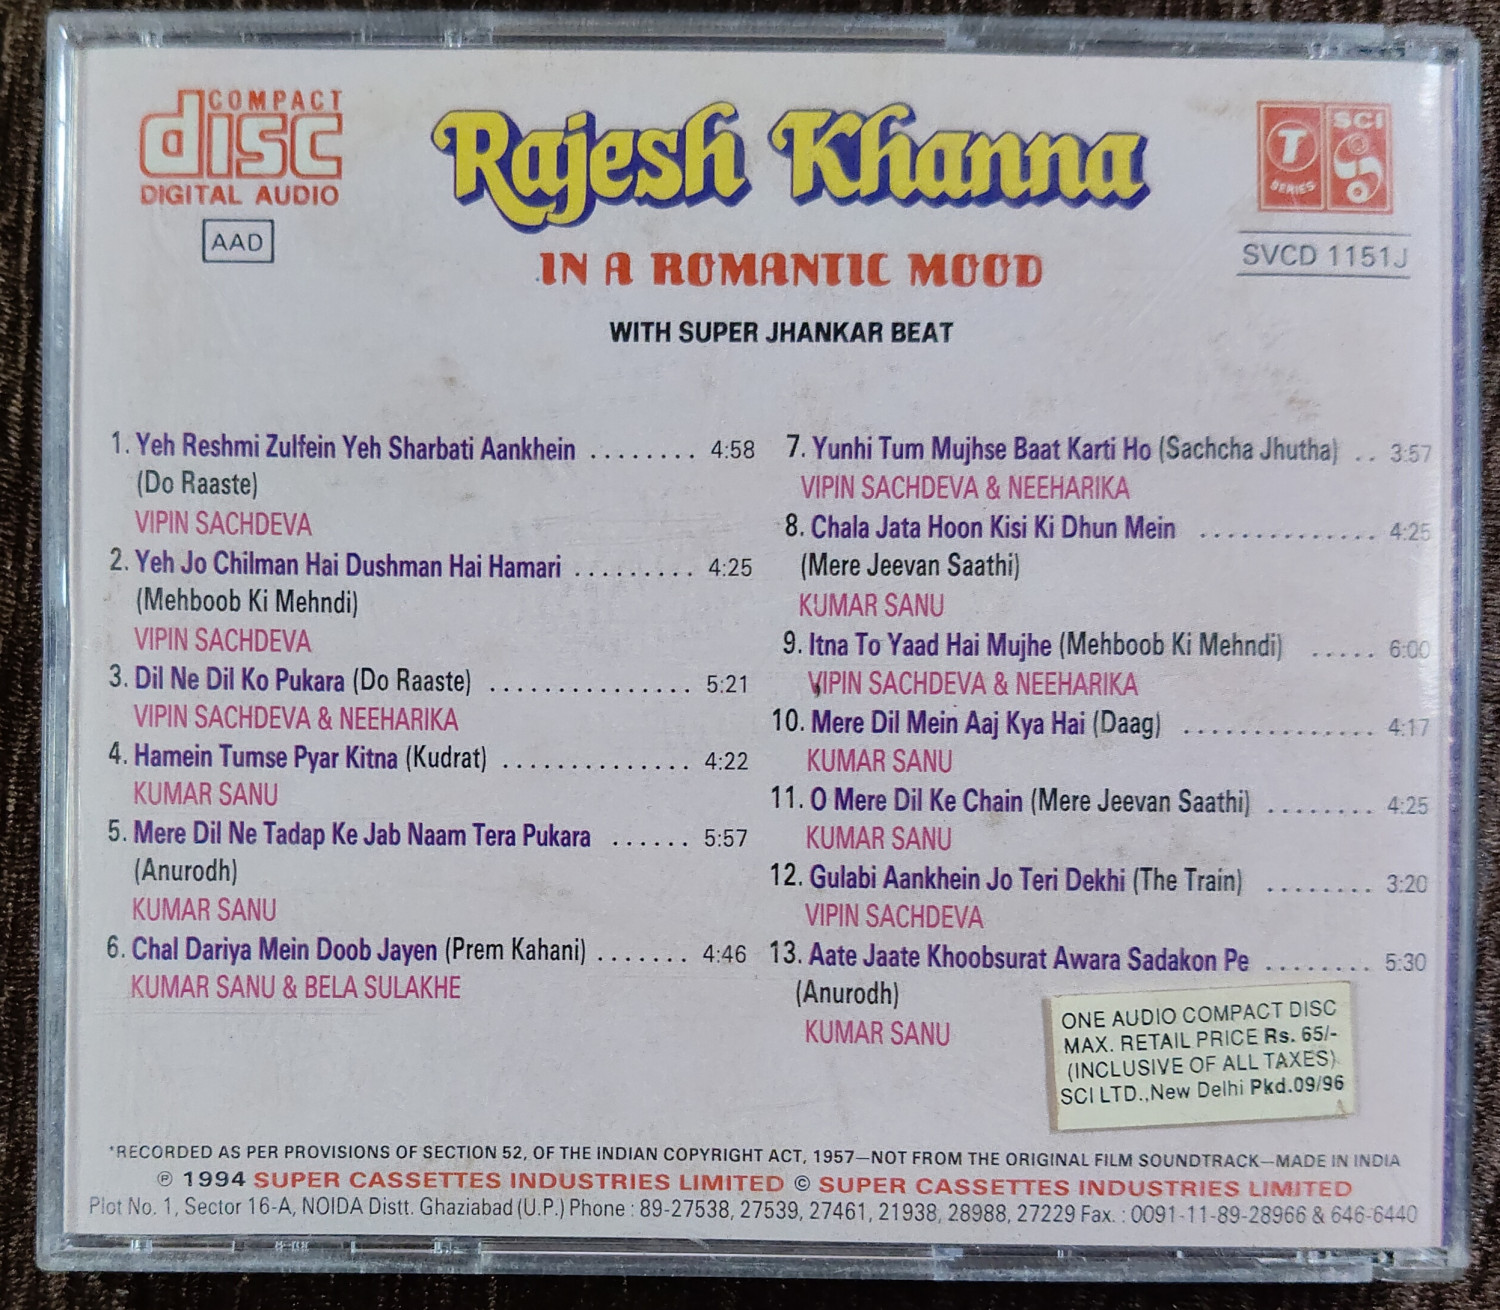 COMPACT
disc
DIGITAL AUDIO
AAD
Rajesh Khanna
IN A ROMANTIC MOOD
WITH SUPER JHANKAR BEAT
T
SERIES
SCI
SVCD 1151J
1. Yeh Reshmi Zulfein Yeh Sharbati Aankhein ........ 4:58
(Do Raaste)
VIPIN SACHDEVA
2. Yeh Jo Chilman Hai Dushman Hai Hamari ......... 4:25
(Mehboob Ki Mehndi)
VIPIN SACHDEVA
3. Dil Ne Dil Ko Pukara (Do Raaste) ............... 5:21
VIPIN SACHDEVA & NEEHARIKA
4. Hamein Tumse Pyar Kitna (Kudrat) .............. 4:22
KUMAR SANU
5. Mere Dil Ne Tadap Ke Jab Naam Tera Pukara ...... 5:57
(Anurodh)
KUMAR SANU
6. Chal Dariya Mein Doob Jayen (Prem Kahani) ....... 4:46
KUMAR SANU & BELA SULAKHE
7. Yunhi Tum Mujhse Baat Karti Ho (Sachcha Jhutha) .. 3:57
VIPIN SACHDEVA & NEEHARIKA
8. Chala Jata Hoon Kisi Ki Dhun Mein ............. 4:25
(Mere Jeevan Saathi)
KUMAR SANU
9. Itna To Yaad Hai Mujhe (Mehboob Ki Mehndi) ..... 6:00
VIPIN SACHDEVA & NEEHARIKA
10. Mere Dil Mein Aaj Kya Hai (Daag) .............. 4:17
KUMAR SANU
11. O Mere Dil Ke Chain (Mere Jeevan Saathi) ........ 4:25
KUMAR SANU
12. Gulabi Aankhein Jo Teri Dekhi (The Train) ........ 3:20
VIPIN SACHDEVA
13. Aate Jaate Khoobsurat Awara Sadakon Pe ........ 5:30
(Anurodh)
KUMAR SANU
ONE AUDIO COMPACT DISC
MAX. RETAIL PRICE Rs. 65/-
(INCLUSIVE OF ALL TAXES)
SCI LTD.,New Delhi Pkd.09/96
*RECORDED AS PER PROVISIONS OF SECTION 52, OF THE INDIAN COPYRIGHT ACT, 1957—NOT FROM THE ORIGINAL FILM SOUNDTRACK—MADE IN INDIA
℗ 1994 SUPER CASSETTES INDUSTRIES LIMITED © SUPER CASSETTES INDUSTRIES LIMITED
Plot No. 1, Sector 16-A, NOIDA Distt. Ghaziabad (U.P.) Phone : 89-27538, 27539, 27461, 21938, 28988, 27229 Fax. : 0091-11-89-28966 & 646-6440